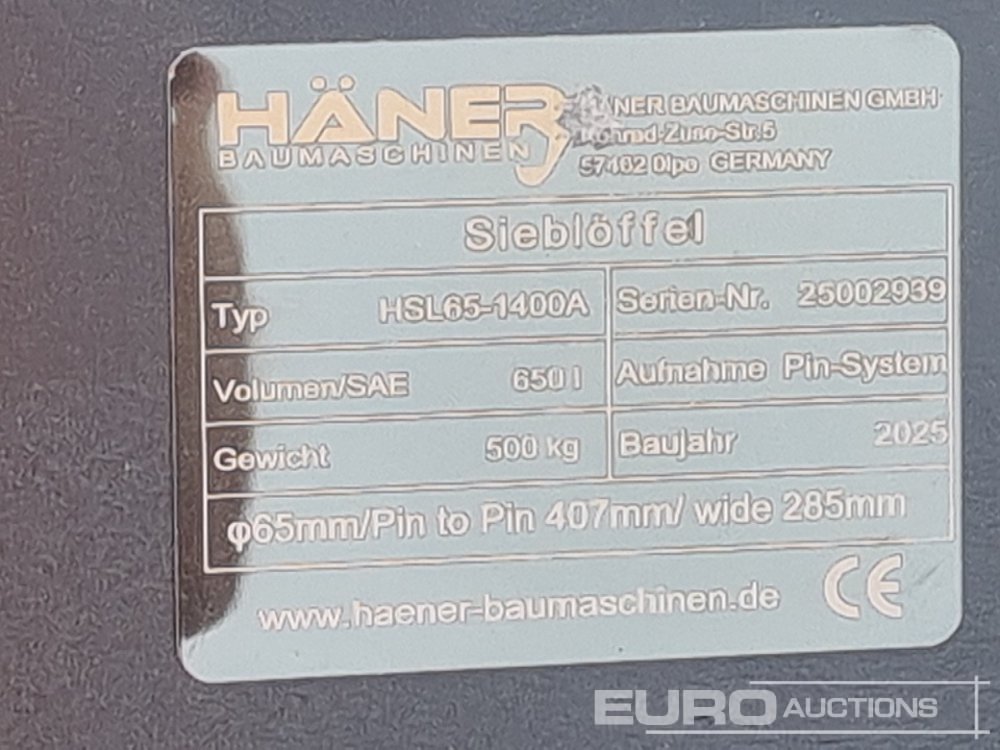 HÄNER
BAUMASCHINEN
NER BAUMASCHINEN GMBH
Str.5
GERMANY
Sieblöffel
Typ HSL65-1400A Serien-Nr. 25002939
Volumen/SAE 650 l Aufnahme Pin-System
Gewicht 500 kg Baujahr 2025
φ65mm/Pin to Pin 407mm/ wide 285mm
www.haener-baumaschinen.de CE
EURO AUCTIONS